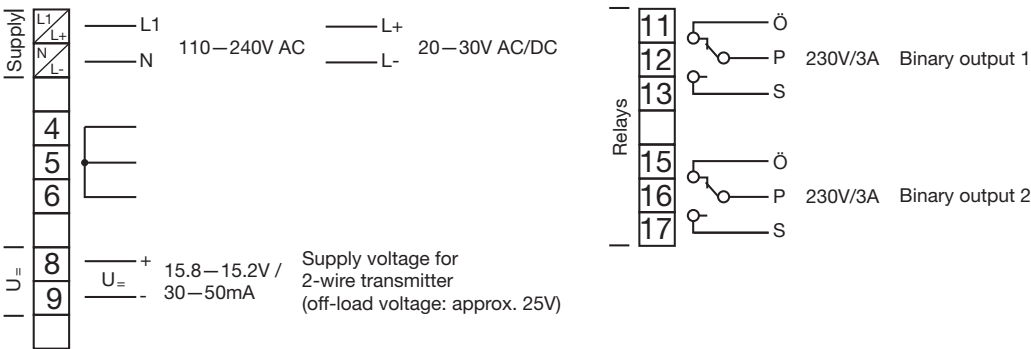 Supply
L1
L+
N
L-
L1
N
110—240V AC
L+
L-
20—30V AC/DC
4
5
6
U=
8
9
+
U=
-
15.8—15.2V /
30—50mA
Supply voltage for
2-wire transmitter
(off-load voltage: approx. 25V)
Relays
11
12
13
Ö
P
S
230V/3A Binary output 1
15
16
17
Ö
P
S
230V/3A Binary output 2